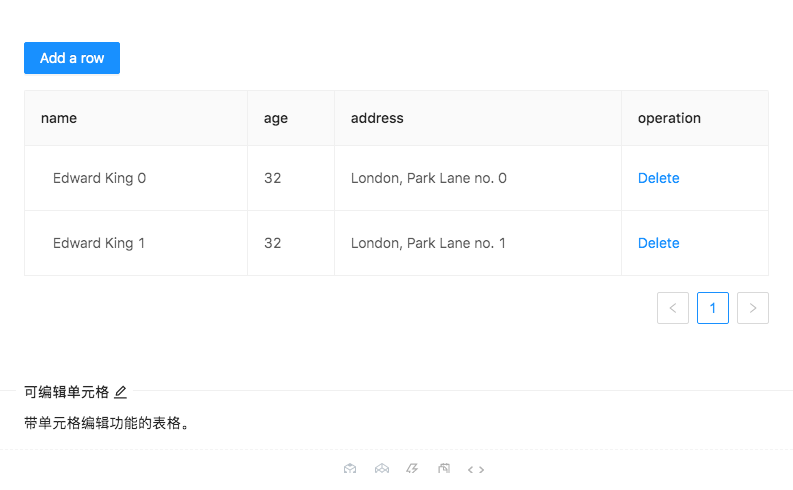 Add a row
name age address operation
Edward King 0 32 London, Park Lane no. 0 Delete
Edward King 1 32 London, Park Lane no. 1 Delete
< 1 >
可编辑单元格
带单元格编辑功能的表格。